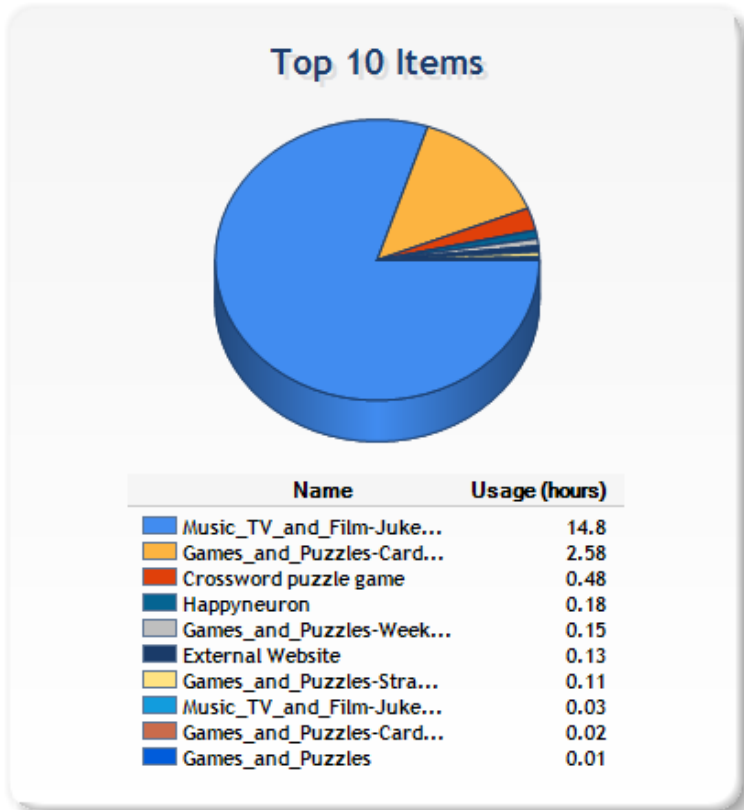 Top 10 Items
Name Usage (hours)
Music_TV_and_Film-Juke... 14.8
Games_and_Puzzles-Card... 2.58
Crossword puzzle game 0.48
Happyneuron 0.18
Games_and_Puzzles-Week... 0.15
External Website 0.13
Games_and_Puzzles-Stra... 0.11
Music_TV_and_Film-Juke... 0.03
Games_and_Puzzles-Card... 0.02
Games_and_Puzzles 0.01